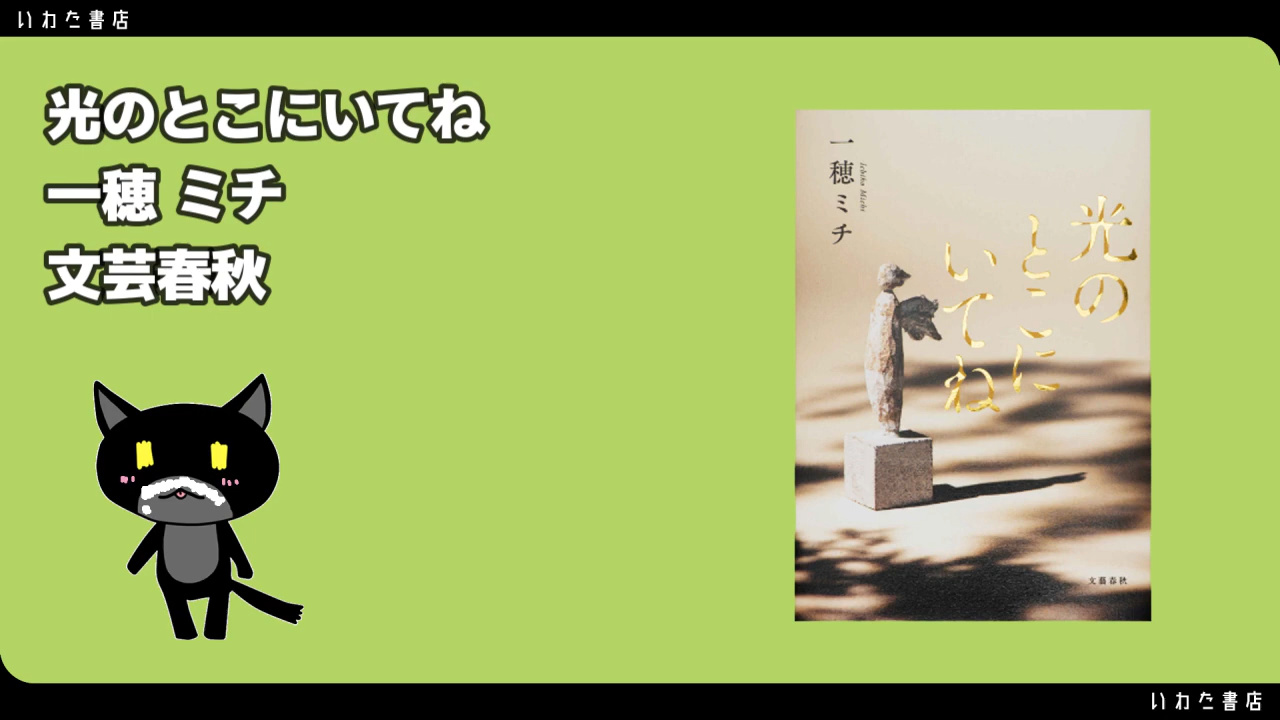 いわた書店
光のとこにいてね
一穂 ミチ
文芸春秋
一穂ミチ
Ichiho Michi
光の
とこに
いてね
文藝春秋
いわた書店